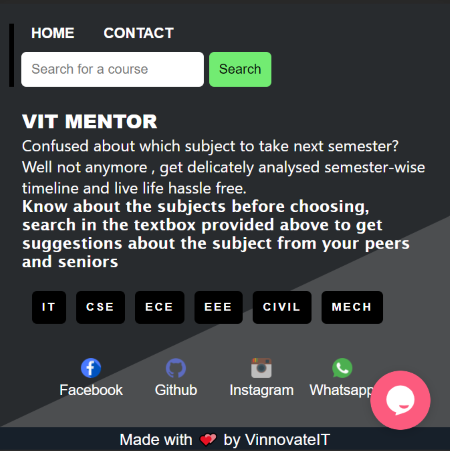 HOME CONTACT
Search for a course Search
VIT MENTOR
Confused about which subject to take next semester?
Well not anymore , get delicately analysed semester-wise
timeline and live life hassle free.
Know about the subjects before choosing,
search in the textbox provided above to get
suggestions about the subject from your peers
and seniors
IT CSE ECE EEE CIVIL MECH
Facebook Github Instagram Whatsapp
Made with ❤ by VinnovateIT